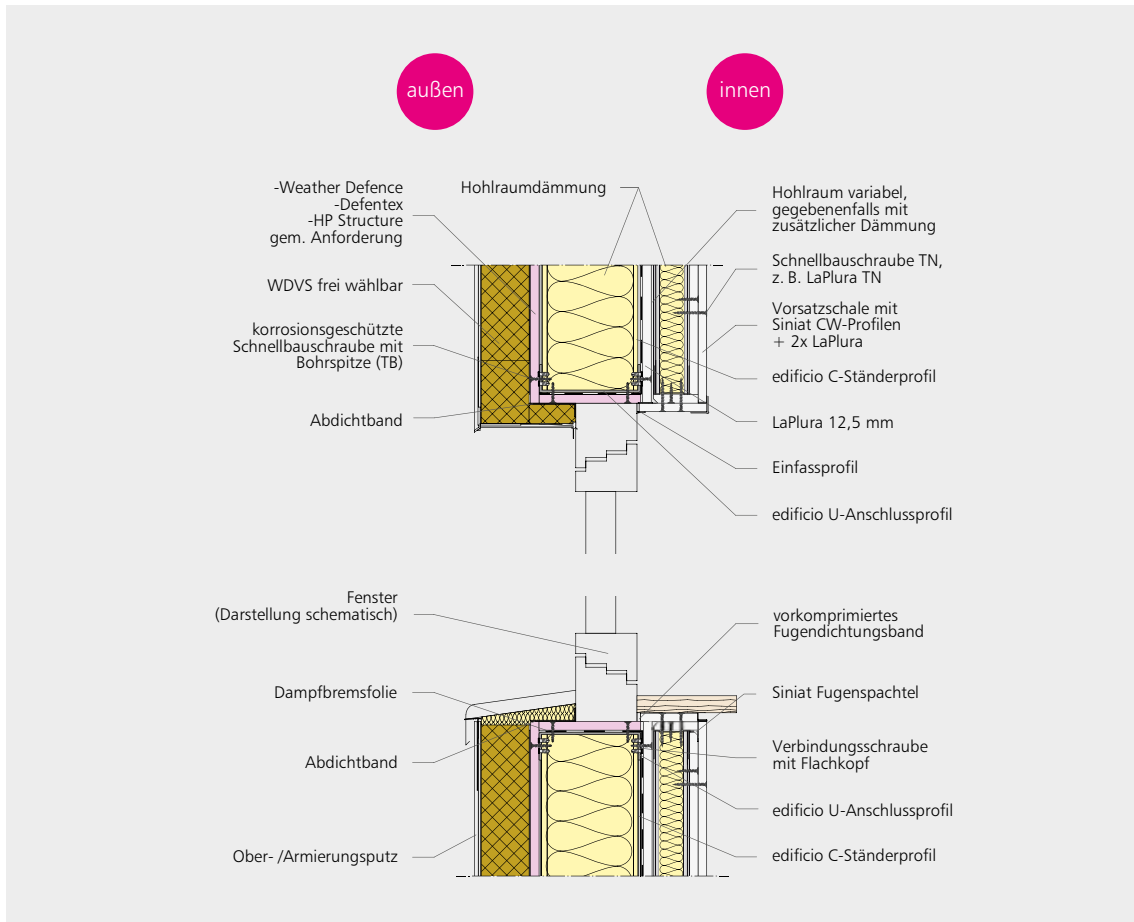 außen
innen
-Weather Defence
-Defentex
-HP Structure
gem. Anforderung
WDVS frei wählbar
korrosionsgeschützte
Schnellbauschraube mit
Bohrspitze (TB)
Abdichtband
Hohlraumdämmung
Hohlraum variabel,
gegebenenfalls mit
zusätzlicher Dämmung
Schnellbauschraube TN,
z. B. LaPlura TN
Vorsatzschale mit
Siniat CW-Profilen
+ 2x LaPlura
edificio C-Ständerprofil
LaPlura 12,5 mm
Einfassprofil
edificio U-Anschlussprofil
Fenster
(Darstellung schematisch)
Dampfbremsfolie
Abdichtband
Ober- /Armierungsputz
vorkomprimiertes
Fugendichtungsband
Siniat Fugenspachtel
Verbindungsschraube
mit Flachkopf
edificio U-Anschlussprofil
edificio C-Ständerprofil